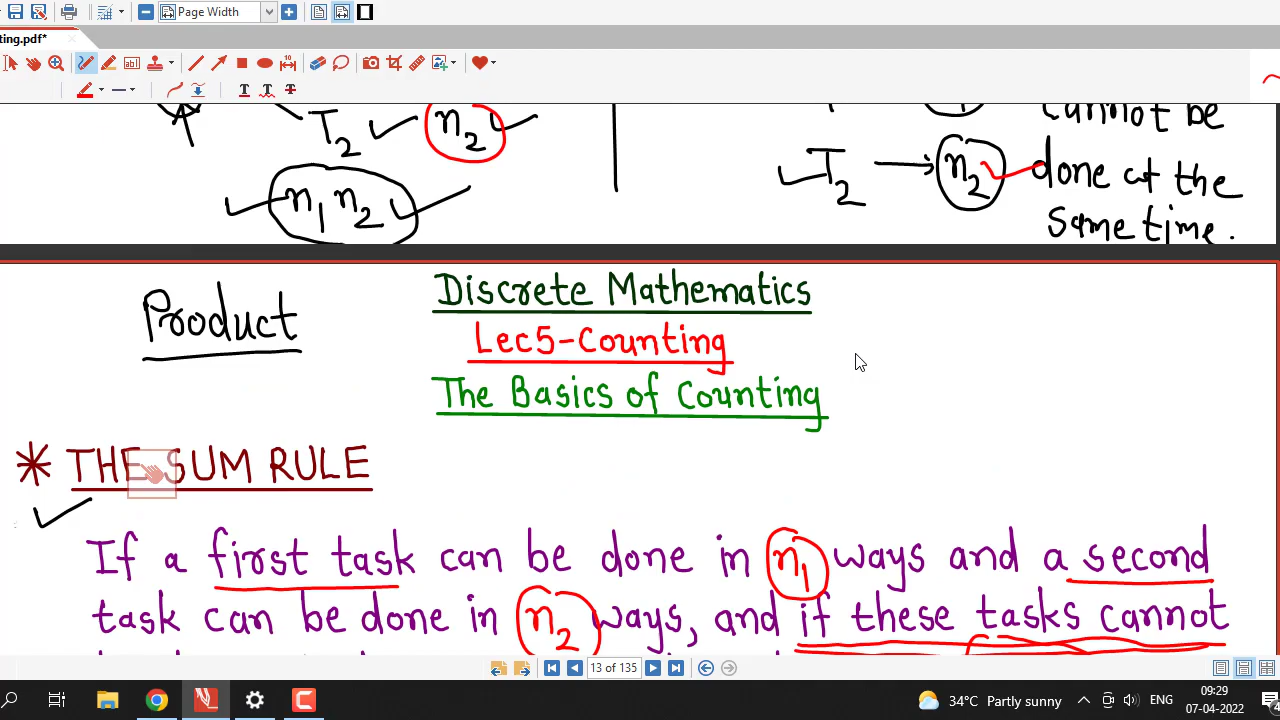 Page Width
ting.pdf*
T2 n2
n1 n2
cannot be
T2 → n2 done at the
same time.
Product
Discrete Mathematics
Lec5-Counting
The Basics of Counting
* THE SUM RULE
If a first task can be done in n1 ways and a second
task can be done in n2 ways, and if these tasks cannot
13 of 135
34°C Partly sunny
ENG
09:29
07-04-2022